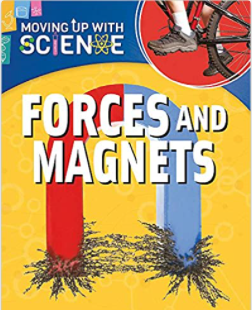 MOVING UP WITH
SCIENCE
FORCES AND
MAGNETS